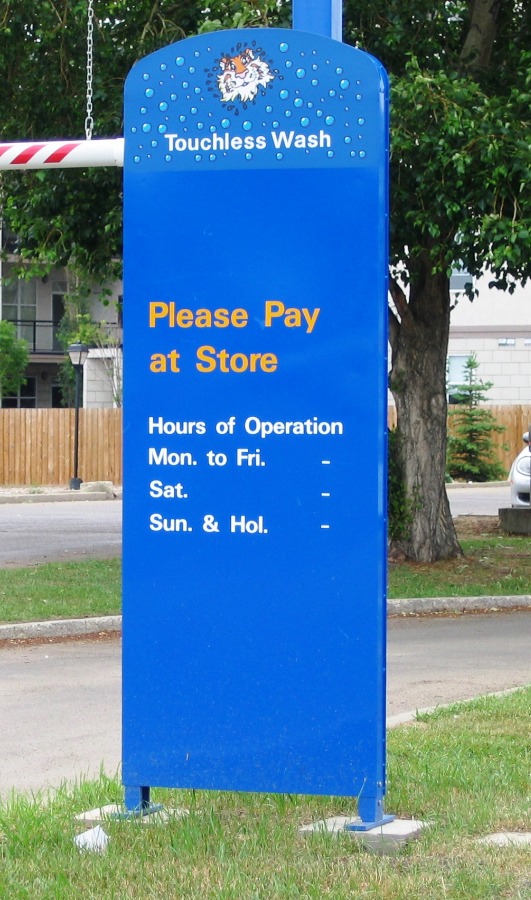 Touchless Wash
Please Pay
at Store
Hours of Operation
Mon. to Fri. -
Sat. -
Sun. & Hol. -